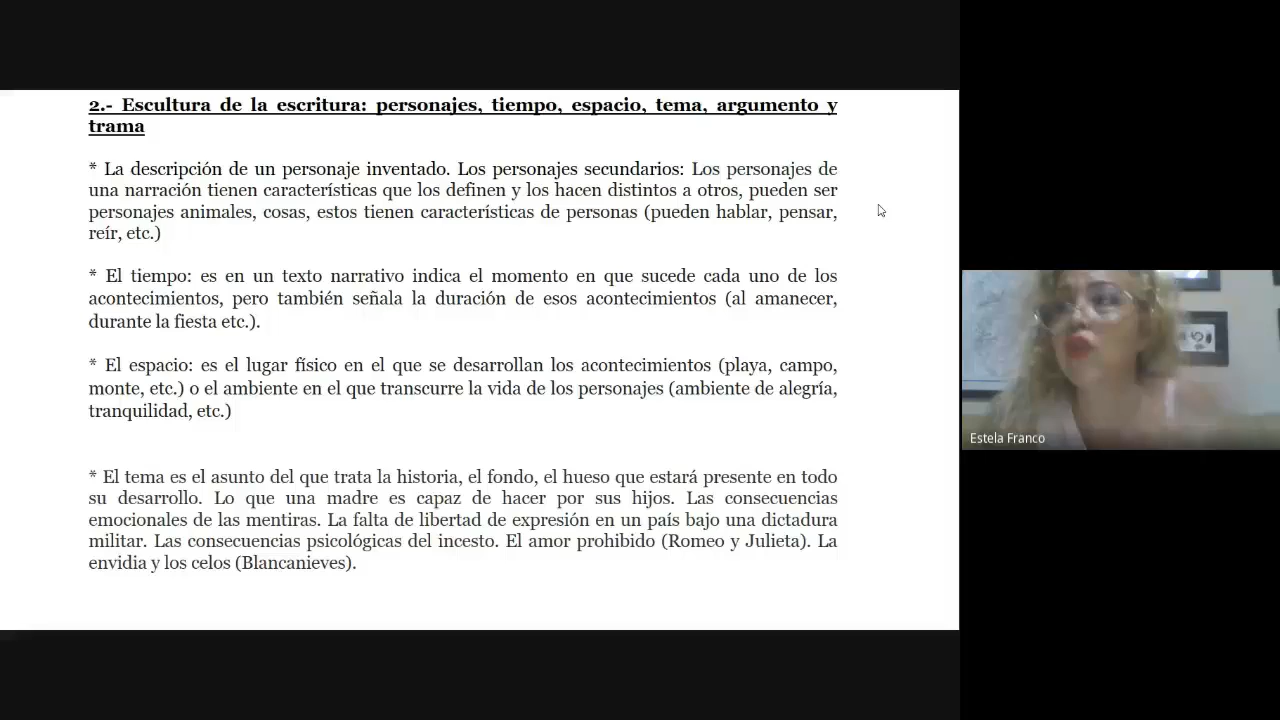 2.- Escultura de la escritura: personajes, tiempo, espacio, tema, argumento y
trama
* La descripción de un personaje inventado. Los personajes secundarios: Los personajes de
una narración tienen características que los definen y los hacen distintos a otros, pueden ser
personajes animales, cosas, estos tienen características de personas (pueden hablar, pensar,
reír, etc.)
* El tiempo: es en un texto narrativo indica el momento en que sucede cada uno de los
acontecimientos, pero también señala la duración de esos acontecimientos (al amanecer,
durante la fiesta etc.).
* El espacio: es el lugar físico en el que se desarrollan los acontecimientos (playa, campo,
monte, etc.) o el ambiente en el que transcurre la vida de los personajes (ambiente de alegría,
tranquilidad, etc.)
* El tema es el asunto del que trata la historia, el fondo, el hueso que estará presente en todo
su desarrollo. Lo que una madre es capaz de hacer por sus hijos. Las consecuencias
emocionales de las mentiras. La falta de libertad de expresión en un país bajo una dictadura
militar. Las consecuencias psicológicas del incesto. El amor prohibido (Romeo y Julieta). La
envidia y los celos (Blancanieves).
Estela Franco